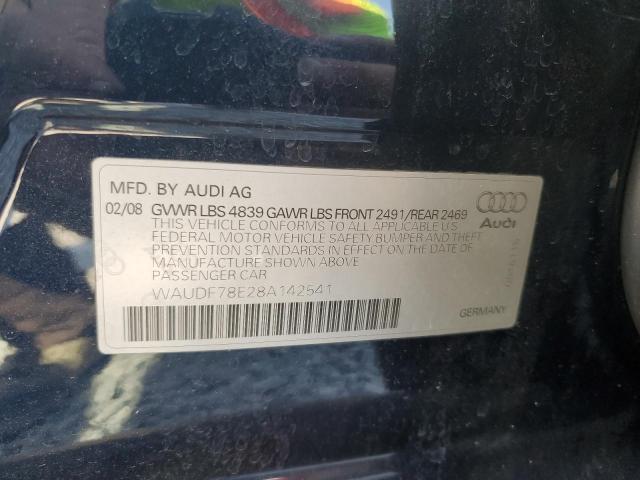 MFD. BY AUDI AG
02/08 GVWR LBS 4839 GAWR LBS FRONT 2491/REAR 2469
THIS VEHICLE CONFORMS TO ALL APPLICABLE U.S
FEDERAL MOTOR VEHICLE SAFETY BUMPER AND THEFT
PREVENTION STANDARDS IN EFFECT ON THE DATE OF
MANUFACTURE SHOWN ABOVE
PASSENGER CAR
WAUDF78E28A142541
GERMANY
Audi